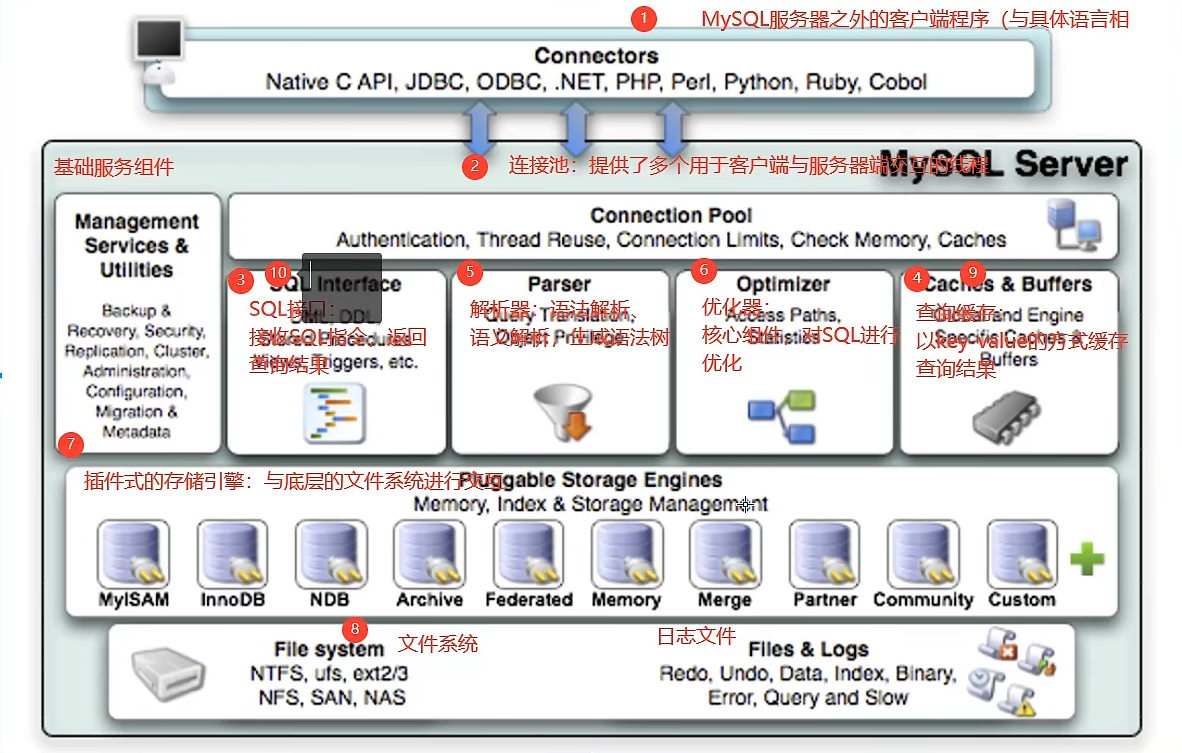 1 MySQL服务器之外的客户端程序（与具体语言相
Connectors
Native C API, JDBC, ODBC, .NET, PHP, Perl, Python, Ruby, Cobol
基础服务组件
2 连接池：提供了多个用于客户端与服务器端交互的线程
MySQL Server
Management
Services &
Utilities
Backup &
Recovery, Security,
Replication, Cluster,
Administration,
Configuration,
Migration &
Metadata
Connection Pool
Authentication, Thread Reuse, Connection Limits, Check Memory, Caches
3 10
SQL Interface
SQL接口：
DML, DDL,
接收SQL指令，返回
Stored Procedures
查询结果
Views, Triggers, etc.
5
Parser
解析器：语法解析、
Query Translation,
语义解析，生成语法树
Object Privilege
6
Optimizer
优化器：
Access Paths,
核心组件，对SQL进行
Statistics
优化
4 9
Caches & Buffers
查询缓存：
Global and Engine
以key-value的方式缓存
Specific Caches &
查询结果
Buffers
7
插件式的存储引擎：与底层的文件系统进行交互
Pluggable Storage Engines
Memory, Index & Storage Management
MyISAM InnoDB NDB Archive Federated Memory Merge Partner Community Custom
8
File system
文件系统
NTFS, ufs, ext2/3
NFS, SAN, NAS
日志文件
Files & Logs
Redo, Undo, Data, Index, Binary,
Error, Query and Slow